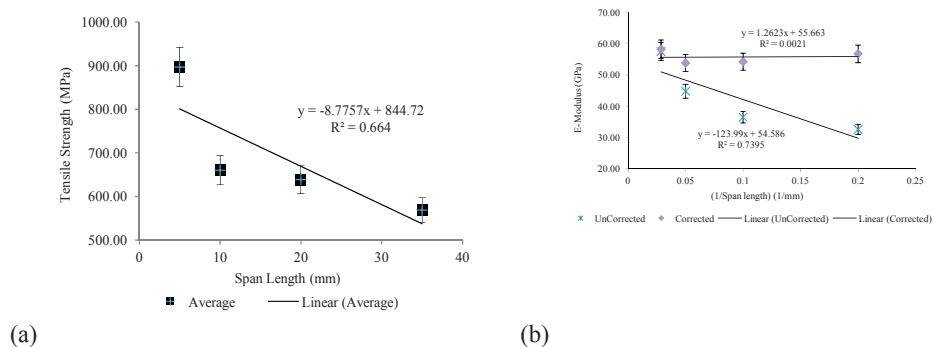 1000.00
900.00
800.00
700.00
600.00
500.00
Tensile Strength (MPa)
y = -8.7757x + 844.72
R² = 0.664
0 10 20 30 40
Span Length (mm)
Average Linear (Average)
(a)
70.00
60.00
50.00
40.00
30.00
20.00
E-Modulus (GPa)
y = 1.2623x + 55.663
R² = 0.0021
y = -123.99x + 54.586
R² = 0.7395
0 0.05 0.1 0.15 0.2 0.25
(1/Span length) (1/mm)
UnCorrected Corrected Linear (UnCorrected) Linear (Corrected)
(b)